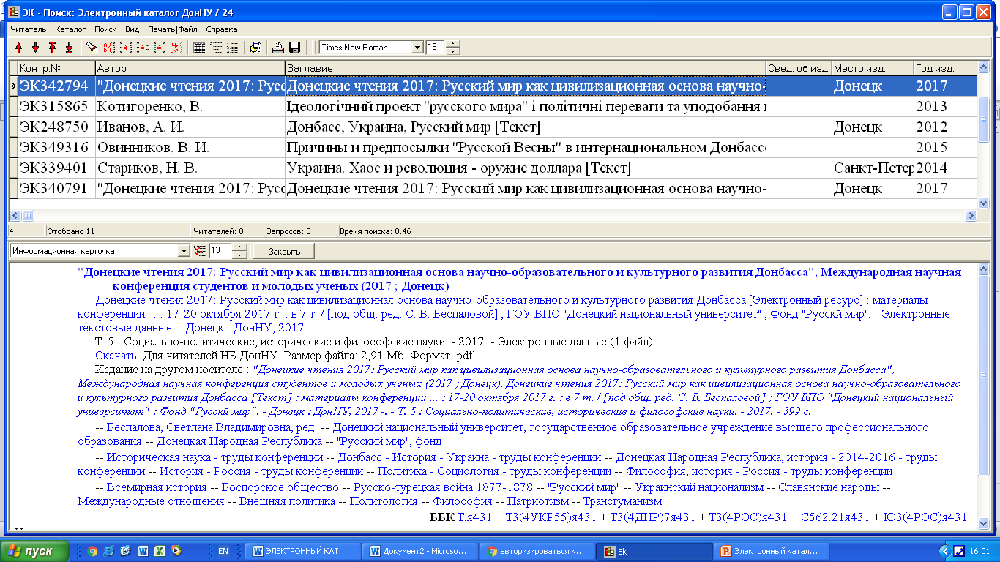 ЭК - Поиск: Электронный каталог ДонНУ / 24
Читатель Каталог Поиск Вид Печать|Файл Справка
Times New Roman 16
Контр.№ Автор Заглавие Свед. об изд. Место изд. Год изд.
ЭК342794 "Донецкие чтения 2017: Русс Донецкие чтения 2017: Русский мир как цивилизационная основа научно- Донецк 2017
ЭК315865 Котигоренко, В. Ідеологічний проект "русского мира" і політичні переваги та уподобання 2013
ЭК248750 Иванов, А. И. Донбасс, Украина, Русский мир [Текст] Донецк 2012
ЭК349316 Овинников, В. И. Причины и предпосылки "Русской Весны" в интернациональном Донбассе 2015
ЭК339401 Стариков, Н. В. Украина. Хаос и революция - оружие доллара [Текст] Санкт-Петер 2014
ЭК340791 "Донецкие чтения 2017: Русс Донецкие чтения 2017: Русский мир как цивилизационная основа научно- Донецк 2017
4 Отобрано 11 Читателей: 0 Запросов: 0 Время поиска: 0.46
Информационная карточка 13 Закрыть
"Донецкие чтения 2017: Русский мир как цивилизационная основа научно-образовательного и культурного развития Донбасса", Международная научная
конференция студентов и молодых ученых (2017 ; Донецк)
Донецкие чтения 2017: Русский мир как цивилизационная основа научно-образовательного и культурного развития Донбасса [Электронный ресурс] : материалы
конференции ... : 17-20 октября 2017 г. : в 7 т. / [под общ. ред. С. В. Беспаловой] ; ГОУ ВПО "Донецкий национальный университет" ; Фонд "Русскй мир". - Электронные
текстовые данные. - Донецк : ДонНУ, 2017 -.
Т. 5 : Социально-политические, исторические и философские науки. - 2017. - Электронные данные (1 файл).
Скачать. Для читателей НБ ДонНУ. Размер файла: 2,91 Мб. Формат: pdf.
Издание на другом носителе : "Донецкие чтения 2017: Русский мир как цивилизационная основа научно-образовательного и культурного развития Донбасса",
Международная научная конференция студентов и молодых ученых (2017 ; Донецк). Донецкие чтения 2017: Русский мир как цивилизационная основа научно-образовательного
и культурного развития Донбасса [Текст] : материалы конференции ... : 17-20 октября 2017 г. : в 7 т. / [под общ. ред. С. В. Беспаловой] ; ГОУ ВПО "Донецкий национальный
университет" ; Фонд "Русскй мир". - Донецк : ДонНУ, 2017 -. - Т. 5 : Социально-политические, исторические и философские науки. - 2017. - 399 с.
-- Беспалова, Светлана Владимировна, ред. -- Донецкий национальный университет, государственное образовательное учреждение высшего профессионального
образования -- Донецкая Народная Республика -- "Русский мир", фонд
-- Историческая наука - труды конференции -- Донбасс - История - Украина - труды конференции -- Донецкая Народная Республика, история - 2014-2016 - труды
конференции -- История - Россия - труды конференции -- Политика - Социология - труды конференции -- Философия, история - Россия - труды конференции
-- Всемирная история -- Боспорское общество -- Русско-турецкая война 1877-1878 -- "Русский мир" -- Украинский национализм -- Славянские народы --
Международные отношения -- Внешняя политика -- Политология -- Философия -- Патриотизм -- Трансгуманизм
ББК Т.я431 + Т3(4УКР55)я431 + Т3(4ДНР)7я431 + Т3(4РОС)я431 + С562.21я431 + Ю3(4РОС)я431
пуск EN ЭЛЕКТРОННЫЙ КАТ... Документ2 - Microso... авторизироваться к... Ek Электронный катал... 16:01